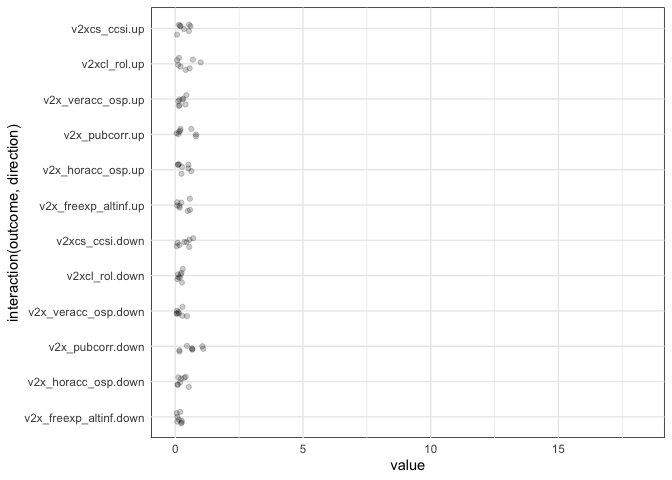 v2xcs_ccsi.up
v2xcl_rol.up
v2x_veracc_osp.up
v2x_pubcorr.up
v2x_horacc_osp.up
v2x_freexp_altinf.up
v2xcs_ccsi.down
v2xcl_rol.down
v2x_veracc_osp.down
v2x_pubcorr.down
v2x_horacc_osp.down
v2x_freexp_altinf.down
interaction(outcome, direction)
0 5 10 15
value